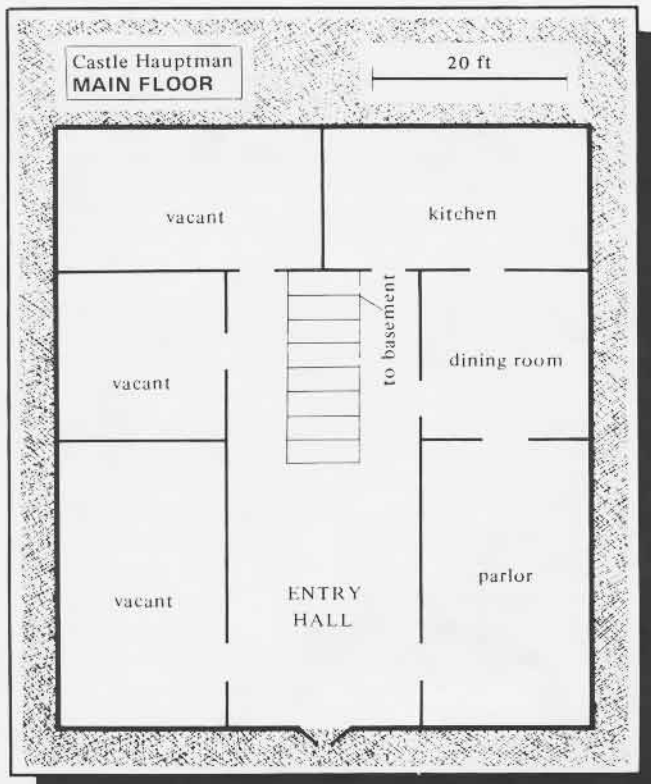 Castle Hauptman
MAIN FLOOR
20 ft
vacant
kitchen
to basement
vacant
dining room
vacant
ENTRY
HALL
parlor